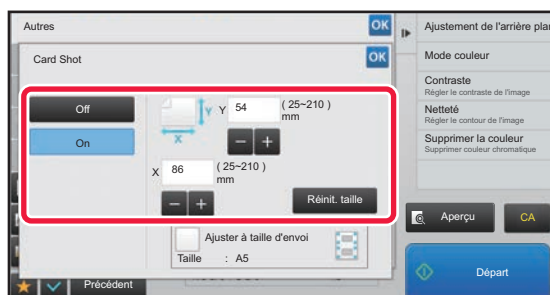 Autres
OK
Card Shot
OK
Off
On
Y
Y
54
( 25~210 )
mm
X
X
86
( 25~210 )
mm
Réinit. taille
Ajuster à taille d'envoi
Taille : A5
Précédent
Ajustement de l'arrière plan
Mode couleur
Contraste
Régler le contraste de l'image
Netteté
Régler le contour de l'image
Supprimer la couleur
Supprimer couleur chromatique
Aperçu
CA
Départ